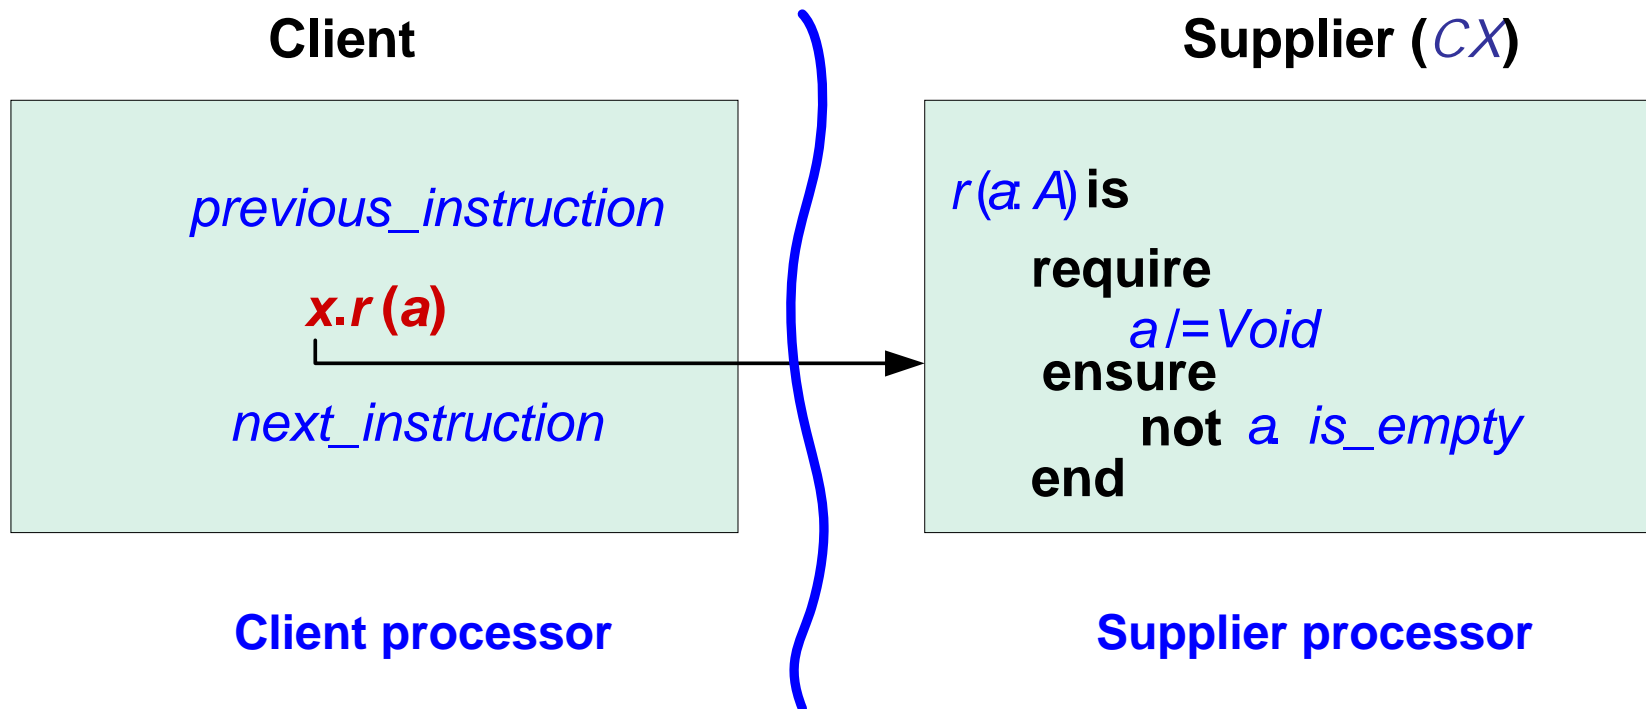 Client
previous_instruction
x.r (a)
next_instruction
Client processor
Supplier (CX)
r (a: A) is
require
a /= Void
ensure
not a. is_empty
end
Supplier processor